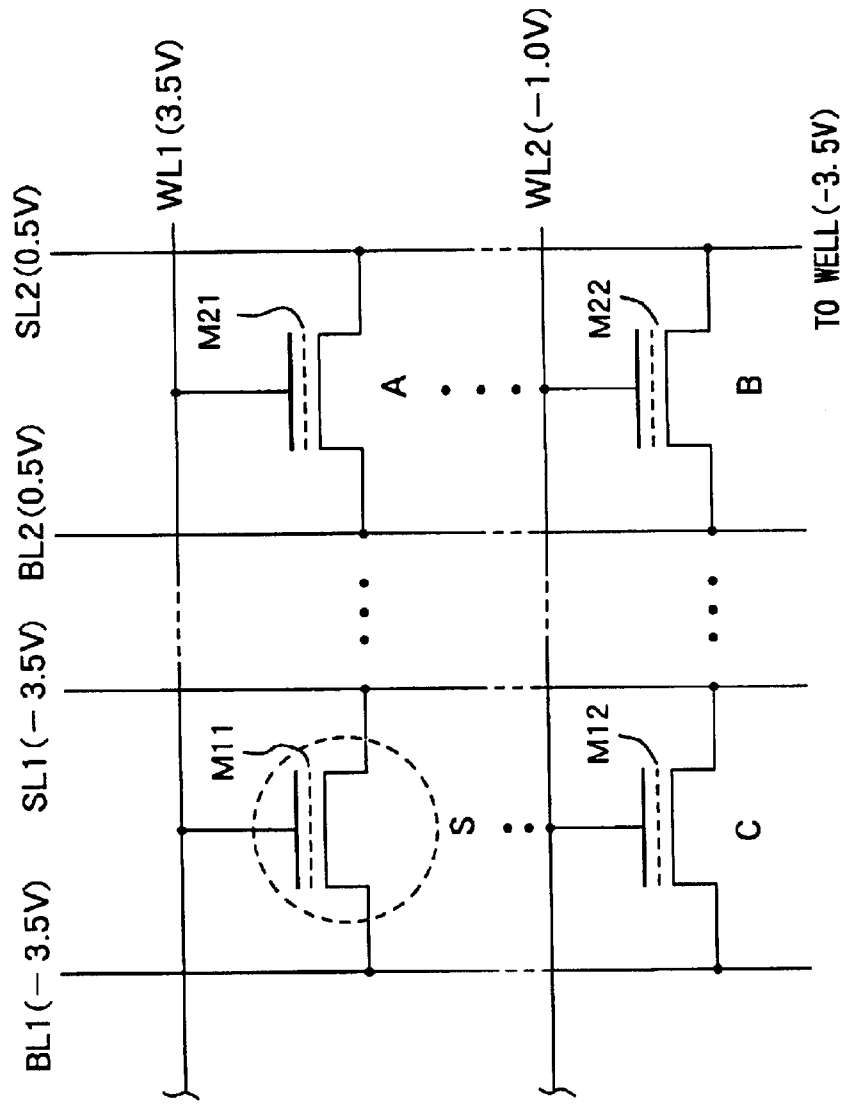 BL1(－3.5V)
SL1(－3.5V)
BL2(0.5V)
SL2(0.5V)
WL1(3.5V)
M11
M21
S
A
WL2(－1.0V)
M12
M22
C
B
TO WELL(-3.5V)